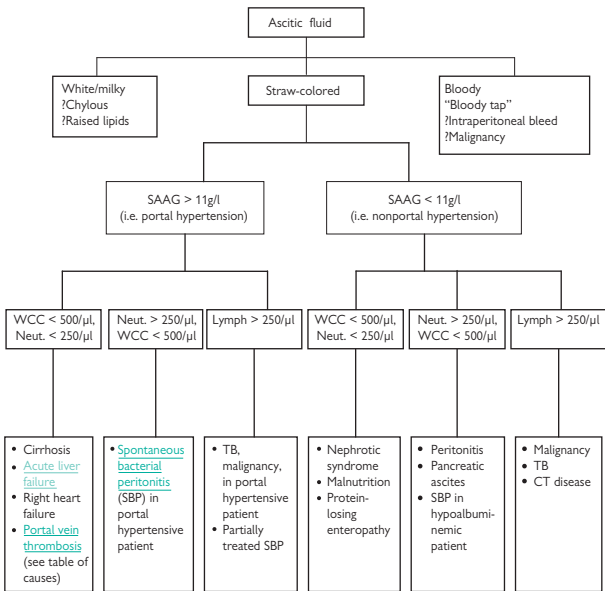 Ascitic fluid
White/milky
?Chylous
?Raised lipids
Straw-colored
Bloody
“Bloody tap”
?Intraperitoneal bleed
?Malignancy
SAAG > 11g/l
(i.e. portal hypertension)
SAAG < 11g/l
(i.e. nonportal hypertension)
WCC < 500/µl,
Neut. < 250/µl
Neut. > 250/µl,
WCC < 500/µl
Lymph > 250/µl
WCC < 500/µl,
Neut. < 250/µl
Neut. > 250/µl,
WCC < 500/µl
Lymph > 250/µl
• Cirrhosis
• Acute liver
failure
• Right heart
failure
• Portal vein
thrombosis
(see table of
causes)
• Spontaneous
bacterial
peritonitis
(SBP) in
portal
hypertensive
patient
• TB,
malignancy,
in portal
hypertensive
patient
• Partially
treated SBP
• Nephrotic
syndrome
• Malnutrition
• Protein-
losing
enteropathy
• Peritonitis
• Pancreatic
ascites
• SBP in
hypoalbumi-
nemic
patient
• Malignancy
• TB
• CT disease